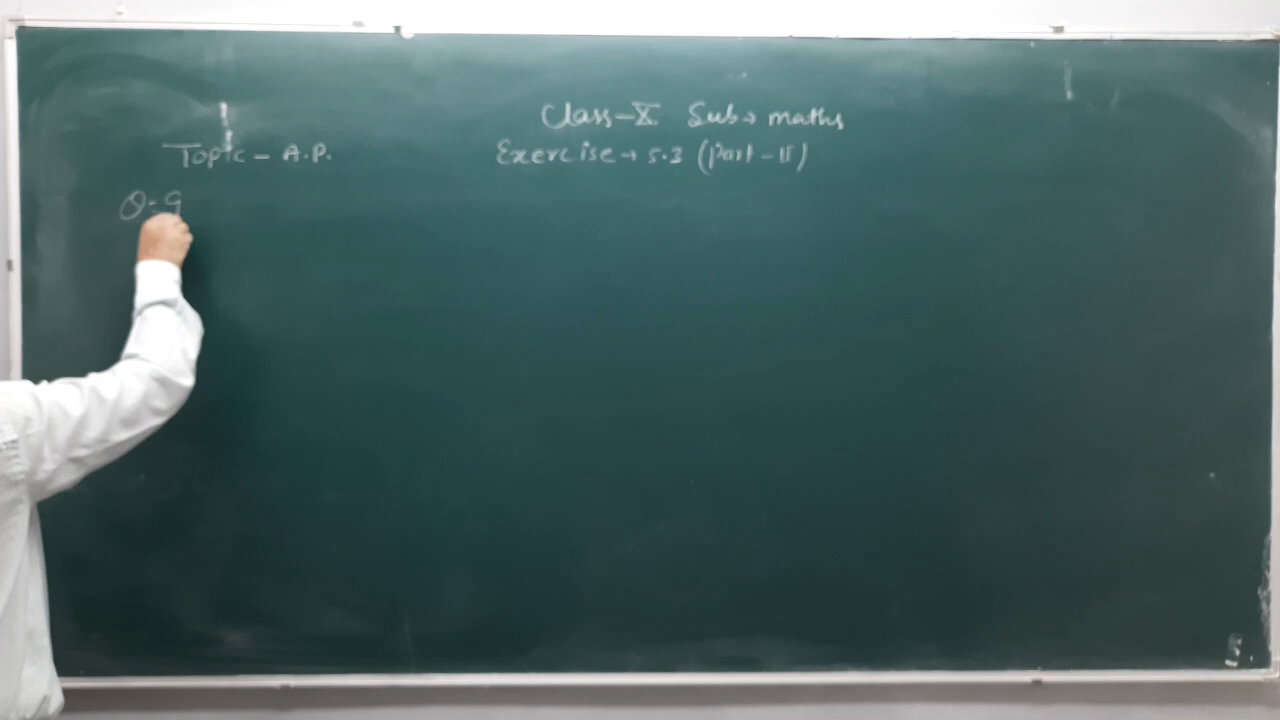 Class-X Sub→ maths
Topic - A.P. Exercise→ 5.3 (Part-II)
Q.9